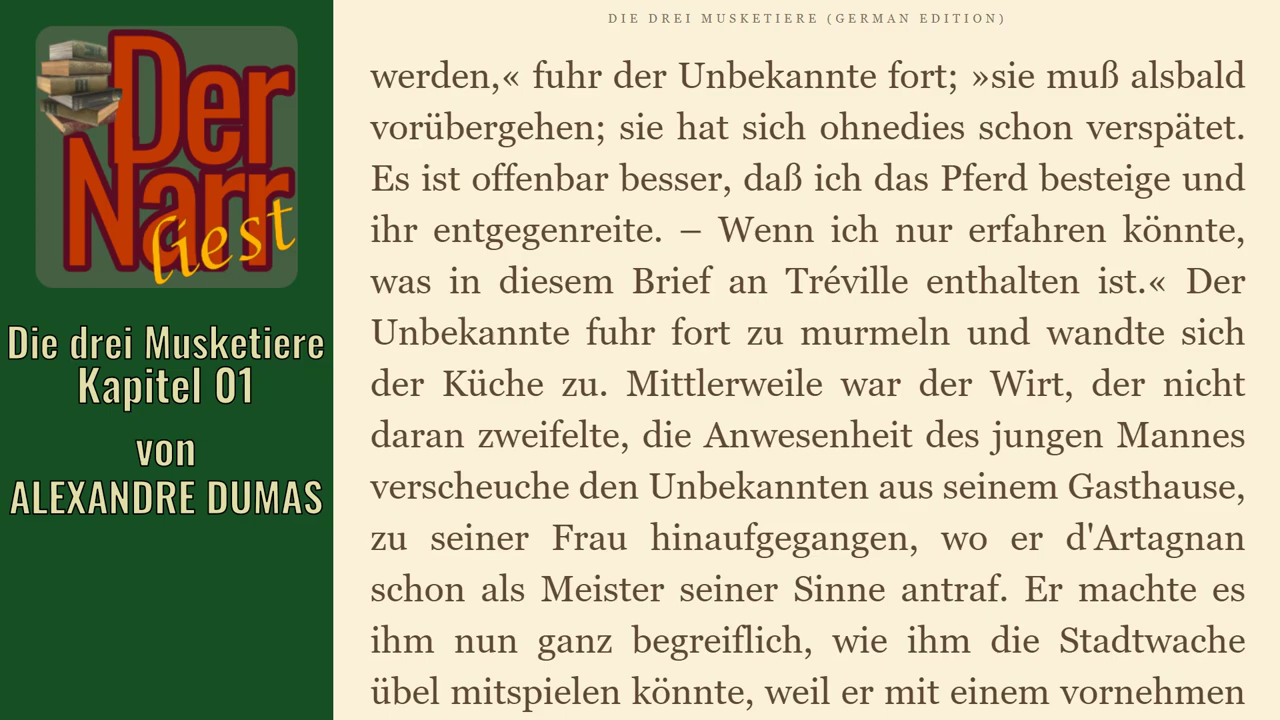 Der
Narr
liest
Die drei Musketiere
Kapitel 01
von
ALEXANDRE DUMAS
DIE DREI MUSKETIERE (GERMAN EDITION)
werden,« fuhr der Unbekannte fort; »sie muß alsbald
vorübergehen; sie hat sich ohnedies schon verspätet.
Es ist offenbar besser, daß ich das Pferd besteige und
ihr entgegenreite. – Wenn ich nur erfahren könnte,
was in diesem Brief an Tréville enthalten ist.« Der
Unbekannte fuhr fort zu murmeln und wandte sich
der Küche zu. Mittlerweile war der Wirt, der nicht
daran zweifelte, die Anwesenheit des jungen Mannes
verscheuche den Unbekannten aus seinem Gasthause,
zu seiner Frau hinaufgegangen, wo er d'Artagnan
schon als Meister seiner Sinne antraf. Er machte es
ihm nun ganz begreiflich, wie ihm die Stadtwache
übel mitspielen könnte, weil er mit einem vornehmen